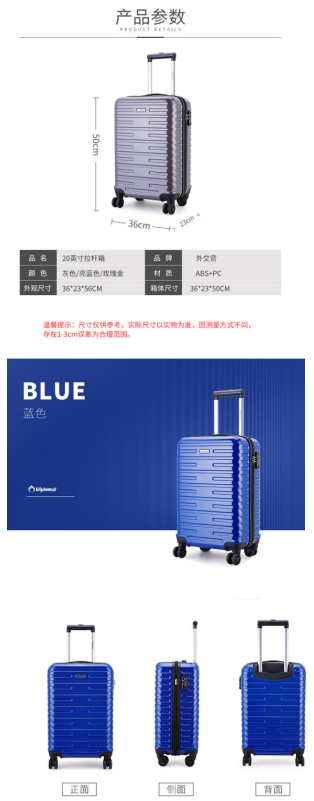 产品参数
PRODUCT DETAILS
50cm
36cm
23cm
品 名 20英寸拉杆箱 品 牌 外交官
颜 色 灰色/亮蓝色/玫瑰金 材 质 ABS+PC
外观尺寸 36*23*56CM 箱体尺寸 36*23*50CM
温馨提示：尺寸仅供参考，实际尺寸以实物为准，因测量方式不同，
存在1-3cm误差为合理范围。
BLUE
蓝色
Diplomat
正面
侧面
背面